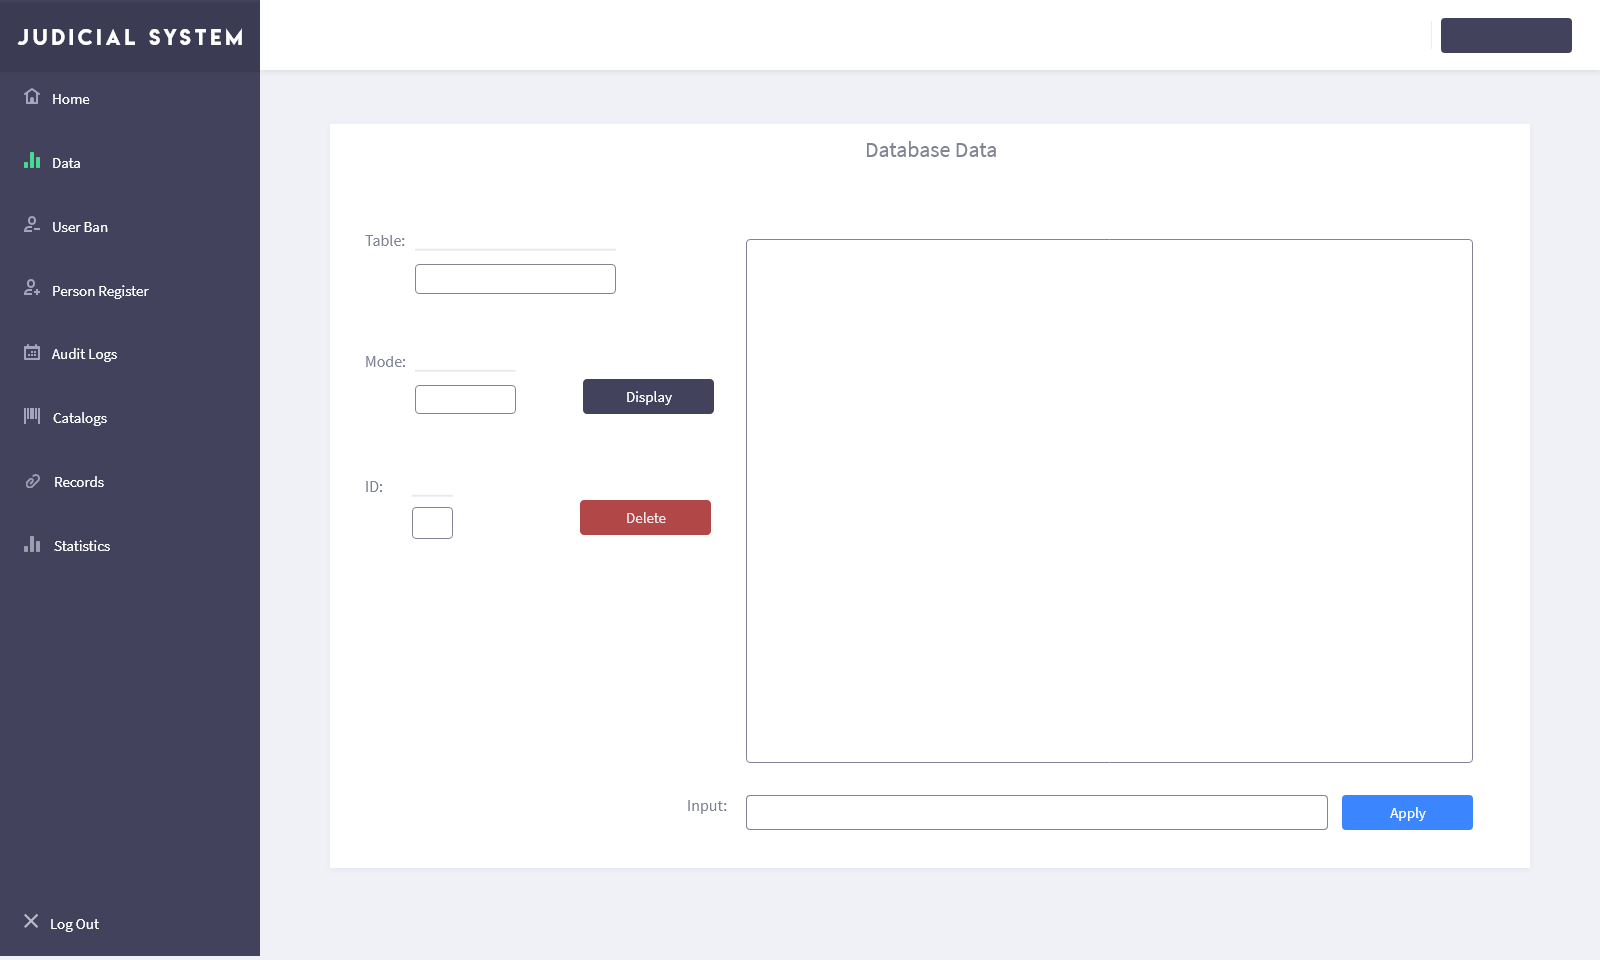 JUDICIAL SYSTEM
Home
Data
User Ban
Person Register
Audit Logs
Catalogs
Records
Statistics
Log Out
Database Data
Table:
Mode:
Display
ID:
Delete
Input:
Apply